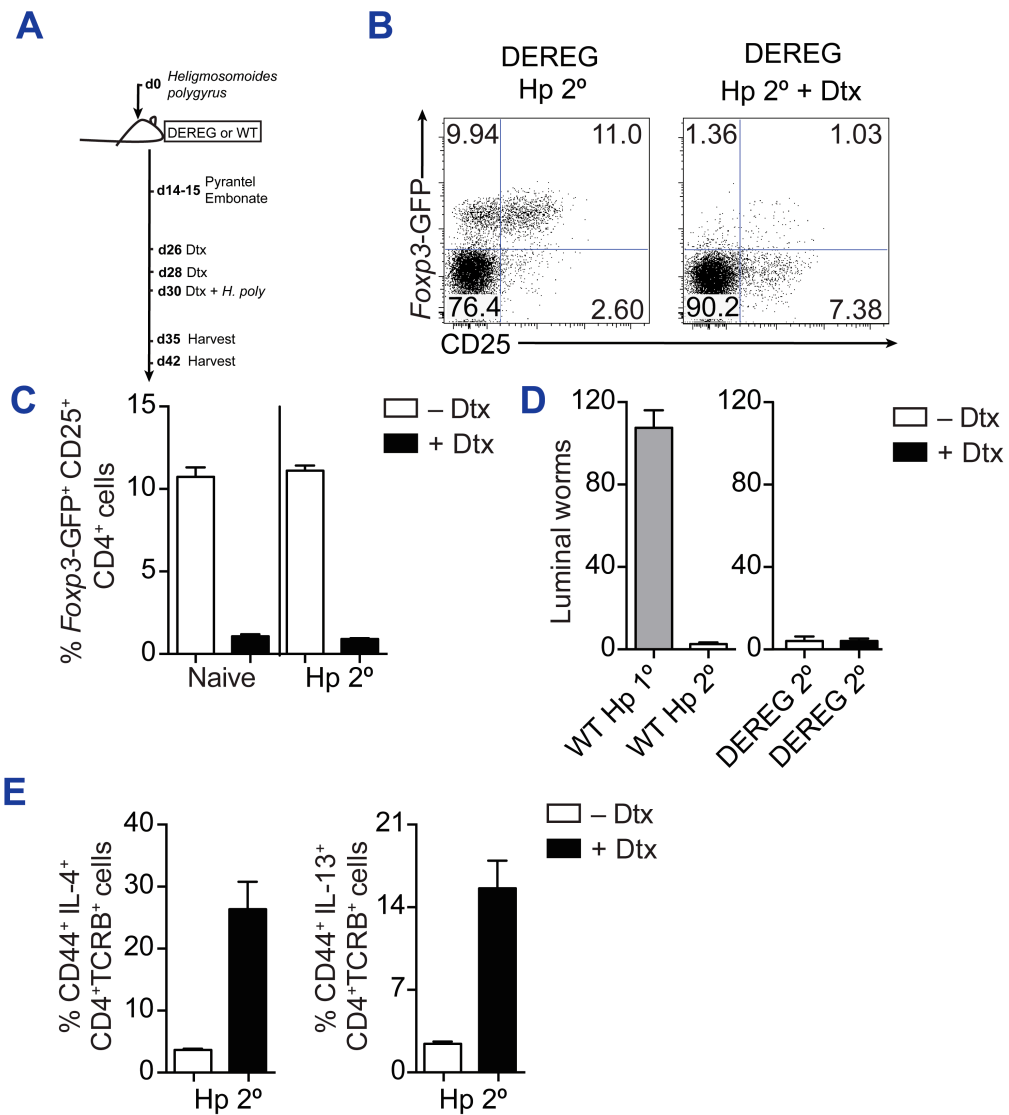 A
d0 Heligmosomoides
polygyrus
DEREG or WT
d14-15 Pyrantel
Embonate
d26 Dtx
d28 Dtx
d30 Dtx + H. poly
d35 Harvest
d42 Harvest
B
DEREG
Hp 2º
DEREG
Hp 2º + Dtx
9.94 11.0
76.4 2.60
1.36 1.03
90.2 7.38
Foxp3-GFP
CD25
C
% Foxp3-GFP⁺ CD25⁺
CD4⁺ cells
15
10
5
0
Naive
Hp 2º
– Dtx
+ Dtx
D
Luminal worms
120
80
40
0
WT Hp 1º
WT Hp 2º
120
80
40
0
DEREG 2º
DEREG 2º
– Dtx
+ Dtx
E
% CD44⁺ IL-4⁺
CD4⁺TCRB⁺ cells
40
30
20
10
0
Hp 2º
% CD44⁺ IL-13⁺
CD4⁺TCRB⁺ cells
21
14
7
0
Hp 2º
– Dtx
+ Dtx